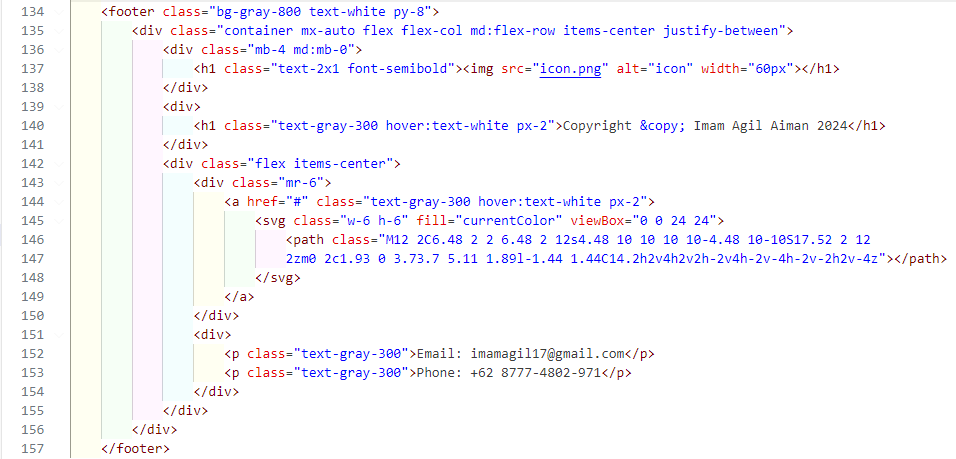 134 <footer class="bg-gray-800 text-white py-8">
135 <div class="container mx-auto flex flex-col md:flex-row items-center justify-between">
136 <div class="mb-4 md:mb-0">
137 <h1 class="text-2x1 font-semibold"><img src="icon.png" alt="icon" width="60px"></h1>
138 </div>
139 <div>
140 <h1 class="text-gray-300 hover:text-white px-2">Copyright &copy; Imam Agil Aiman 2024</h1>
141 </div>
142 <div class="flex items-center">
143 <div class="mr-6">
144 <a href="#" class="text-gray-300 hover:text-white px-2">
145 <svg class="w-6 h-6" fill="currentColor" viewBox="0 0 24 24">
146 <path class="M12 2C6.48 2 2 6.48 2 12s4.48 10 10 10 10-4.48 10-10S17.52 2 12
147 2zm0 2c1.93 0 3.73.7 5.11 1.89l-1.44 1.44C14.2h2v4h2v2h-2v4h-2v-4h-2v-2h2v-4z"></path>
148 </svg>
149 </a>
150 </div>
151 <div>
152 <p class="text-gray-300">Email: imamagil17@gmail.com</p>
153 <p class="text-gray-300">Phone: +62 8777-4802-971</p>
154 </div>
155 </div>
156 </div>
157 </footer>